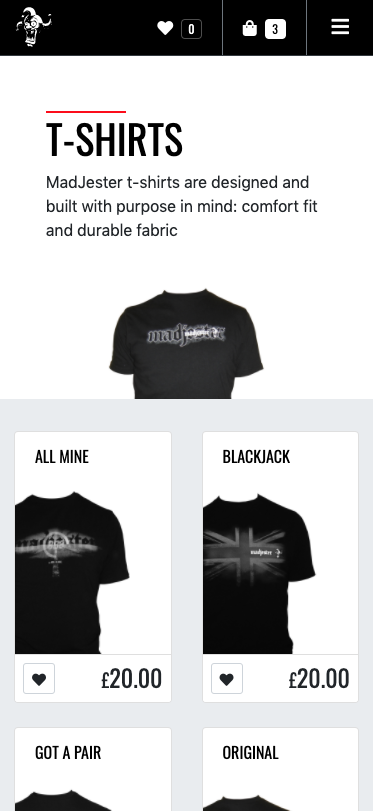 0
3
T-SHIRTS
MadJester t-shirts are designed and
built with purpose in mind: comfort fit
and durable fabric
madjester
ALL MINE
BLACKJACK
madjester
£20.00
£20.00
GOT A PAIR
ORIGINAL